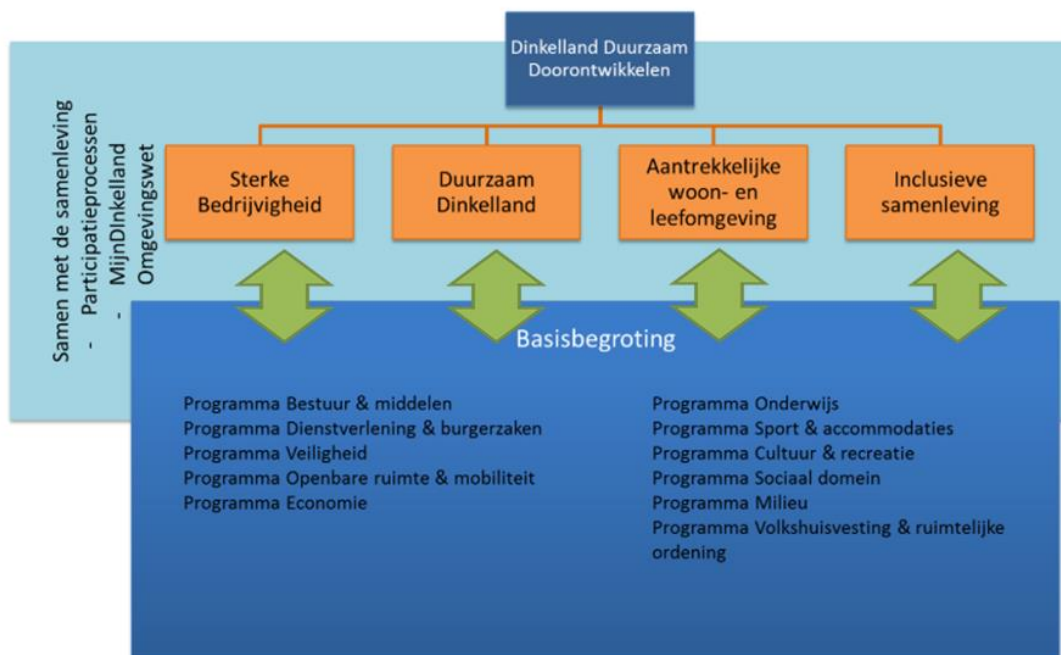 Dinkelland Duurzaam
Doorontwikkelen
Samen met de samenleving
- Participatieprocessen
- MijnDInkelland
Omgevingswet
Sterke
Bedrijvigheid
Duurzaam
Dinkelland
Aantrekkelijke
woon- en
leefomgeving
Inclusieve
samenleving
Basisbegroting
Programma Bestuur & middelen
Programma Dienstverlening & burgerzaken
Programma Veiligheid
Programma Openbare ruimte & mobiliteit
Programma Economie
Programma Onderwijs
Programma Sport & accommodaties
Programma Cultuur & recreatie
Programma Sociaal domein
Programma Milieu
Programma Volkshuisvesting & ruimtelijke
ordening